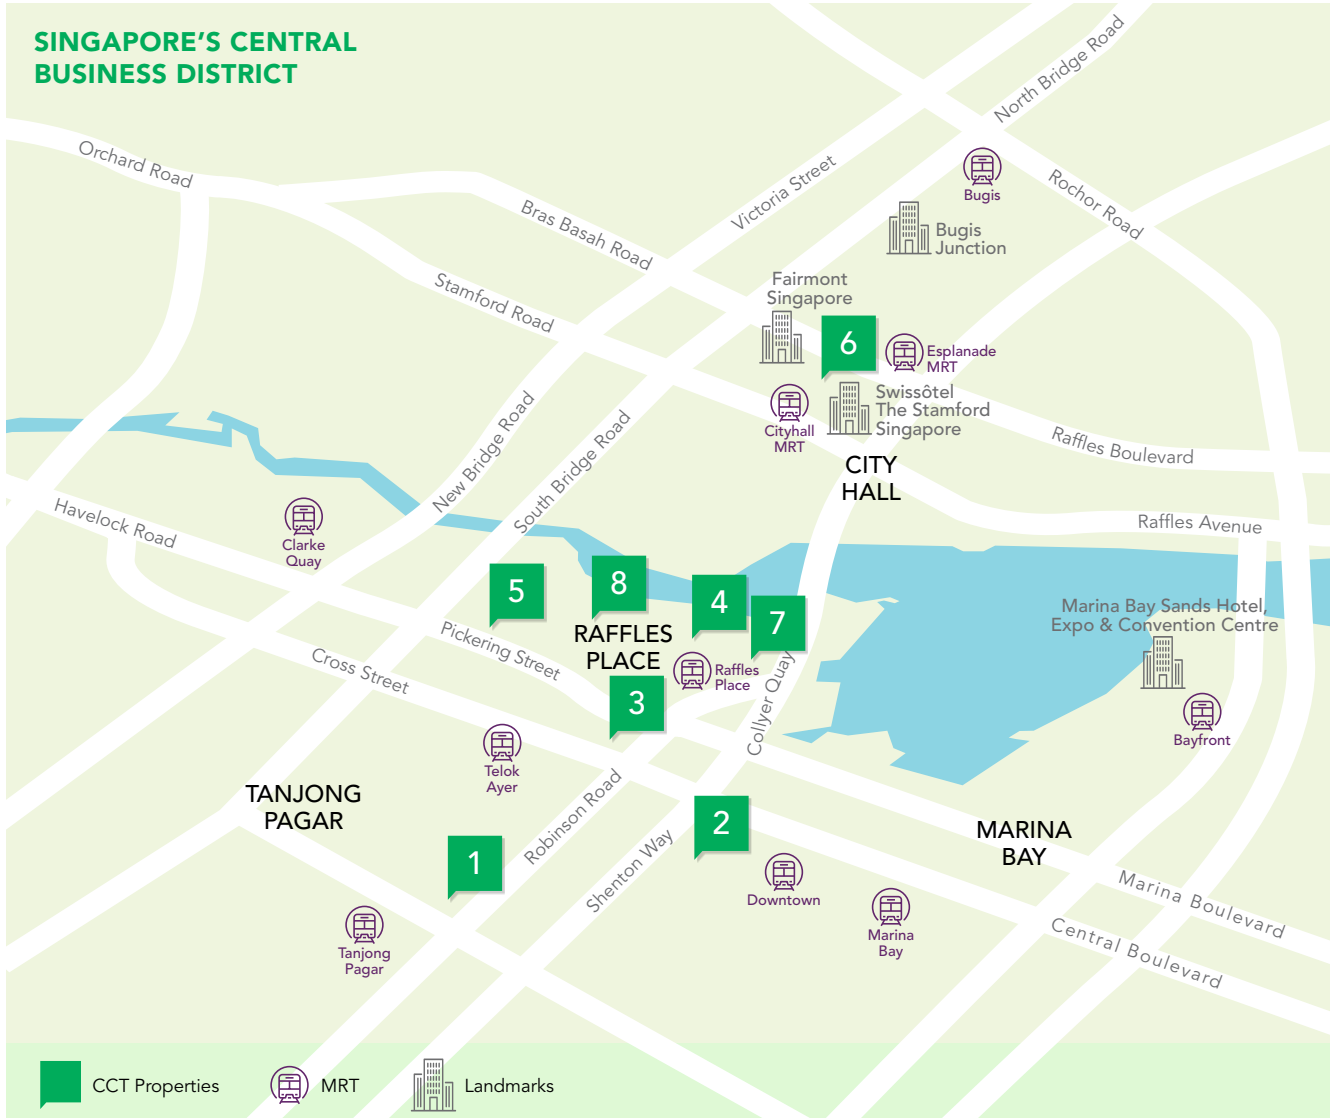 SINGAPORE'S CENTRAL
BUSINESS DISTRICT
North Bridge Road
Orchard Road
Victoria Street
Bugis
Rochor Road
Bras Basah Road
Bugis
Junction
Stamford Road
Fairmont
Singapore
6
Esplanade
MRT
Swissôtel
The Stamford
Singapore
Cityhall
MRT
New Bridge Road
South Bridge Road
Raffles Boulevard
CITY
HALL
Havelock Road
Raffles Avenue
Clarke
Quay
5
8
4
7
Marina Bay Sands Hotel,
Expo & Convention Centre
Pickering Street
RAFFLES
PLACE
Raffles
Place
Cross Street
3
Collyer Quay
Bayfront
Telok
Ayer
TANJONG
PAGAR
Robinson Road
2
MARINA
BAY
1
Shenton Way
Downtown
Marina Boulevard
Marina
Bay
Central Boulevard
Tanjong
Pagar
CCT Properties
MRT
Landmarks